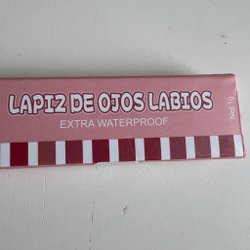 LAPIZ DE OJOS LABIOS
EXTRA WATERPROOF
Net:1g